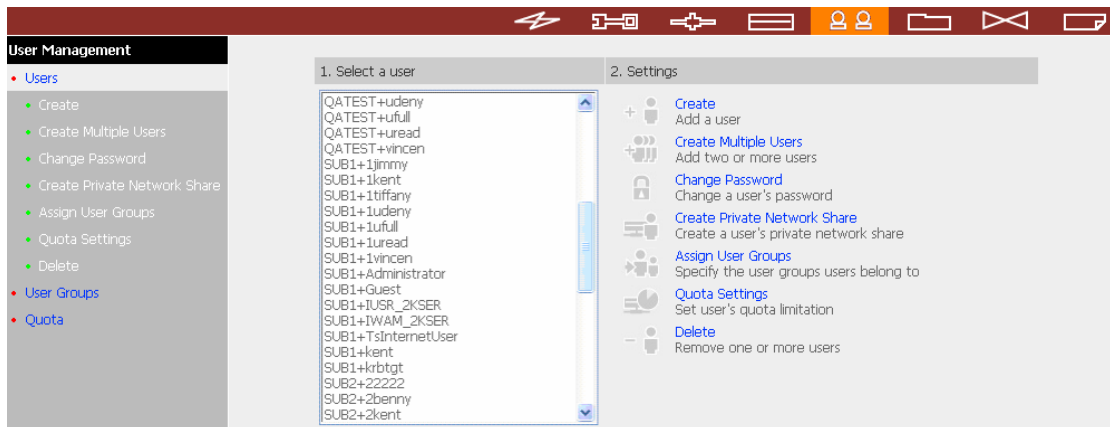 User Management
Users
Create
Create Multiple Users
Change Password
Create Private Network Share
Assign User Groups
Quota Settings
Delete
User Groups
Quota
1. Select a user
QATEST+udeny
QATEST+ufull
QATEST+uread
QATEST+vincen
SUB1+1jimmy
SUB1+1kent
SUB1+1tiffany
SUB1+1udeny
SUB1+1ufull
SUB1+1uread
SUB1+1vincen
SUB1+Administrator
SUB1+Guest
SUB1+IUSR_2KSER
SUB1+IWAM_2KSER
SUB1+TsInternetUser
SUB1+kent
SUB1+krbtgt
SUB2+22222
SUB2+2benny
SUB2+2kent
2. Settings
Create
Add a user
Create Multiple Users
Add two or more users
Change Password
Change a user's password
Create Private Network Share
Create a user's private network share
Assign User Groups
Specify the user groups users belong to
Quota Settings
Set user's quota limitation
Delete
Remove one or more users